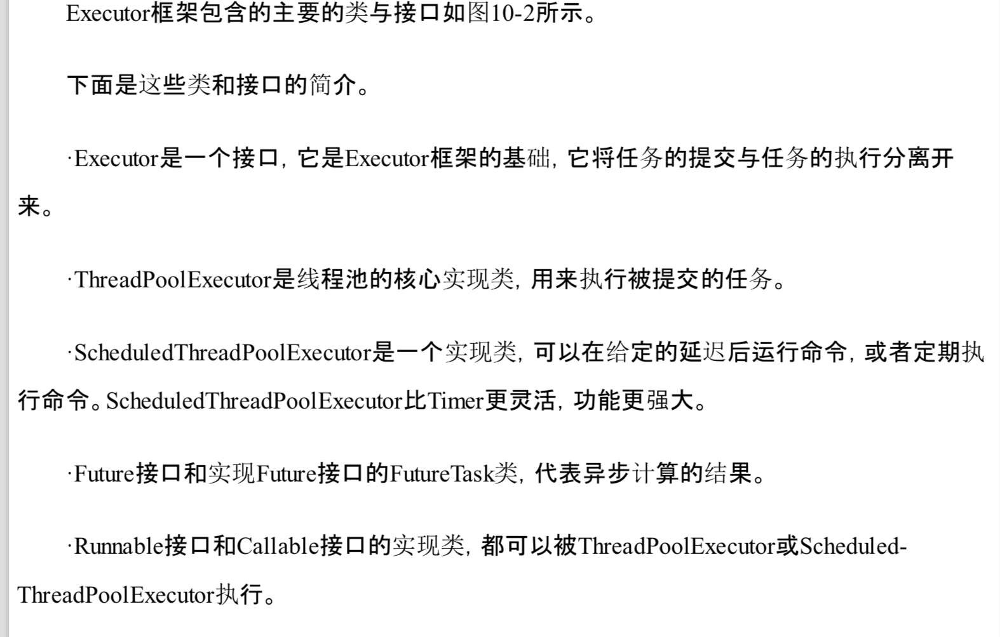 Executor框架包含的主要的类与接口如图10-2所示。
下面是这些类和接口的简介。
·Executor是一个接口，它是Executor框架的基础，它将任务的提交与任务的执行分离开
来。
·ThreadPoolExecutor是线程池的核心实现类，用来执行被提交的任务。
·ScheduledThreadPoolExecutor是一个实现类，可以在给定的延迟后运行命令，或者定期执
行命令。ScheduledThreadPoolExecutor比Timer更灵活，功能更强大。
·Future接口和实现Future接口的FutureTask类，代表异步计算的结果。
·Runnable接口和Callable接口的实现类，都可以被ThreadPoolExecutor或Scheduled-
ThreadPoolExecutor执行。